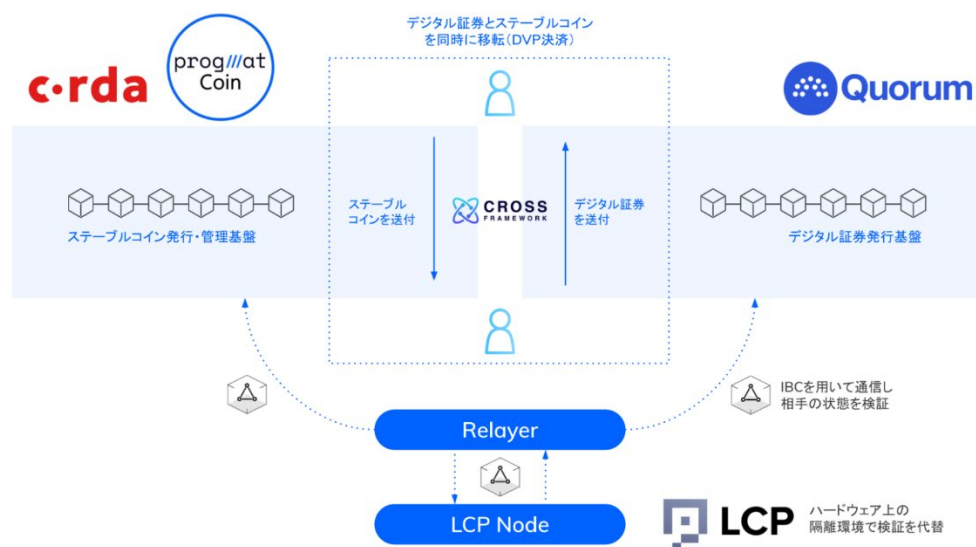 デジタル証券とステーブルコイン
を同時に移転（DVP決済）
c·rda
prog///at
Coin
Quorum
ステーブル
コインを送付
CROSS
FRAMEWORK
デジタル証券
を送付
ステーブルコイン発行・管理基盤
デジタル証券発行基盤
IBCを用いて通信し
相手の状態を検証
Relayer
LCP Node
LCP
ハードウェア上の
隔離環境で検証を代替